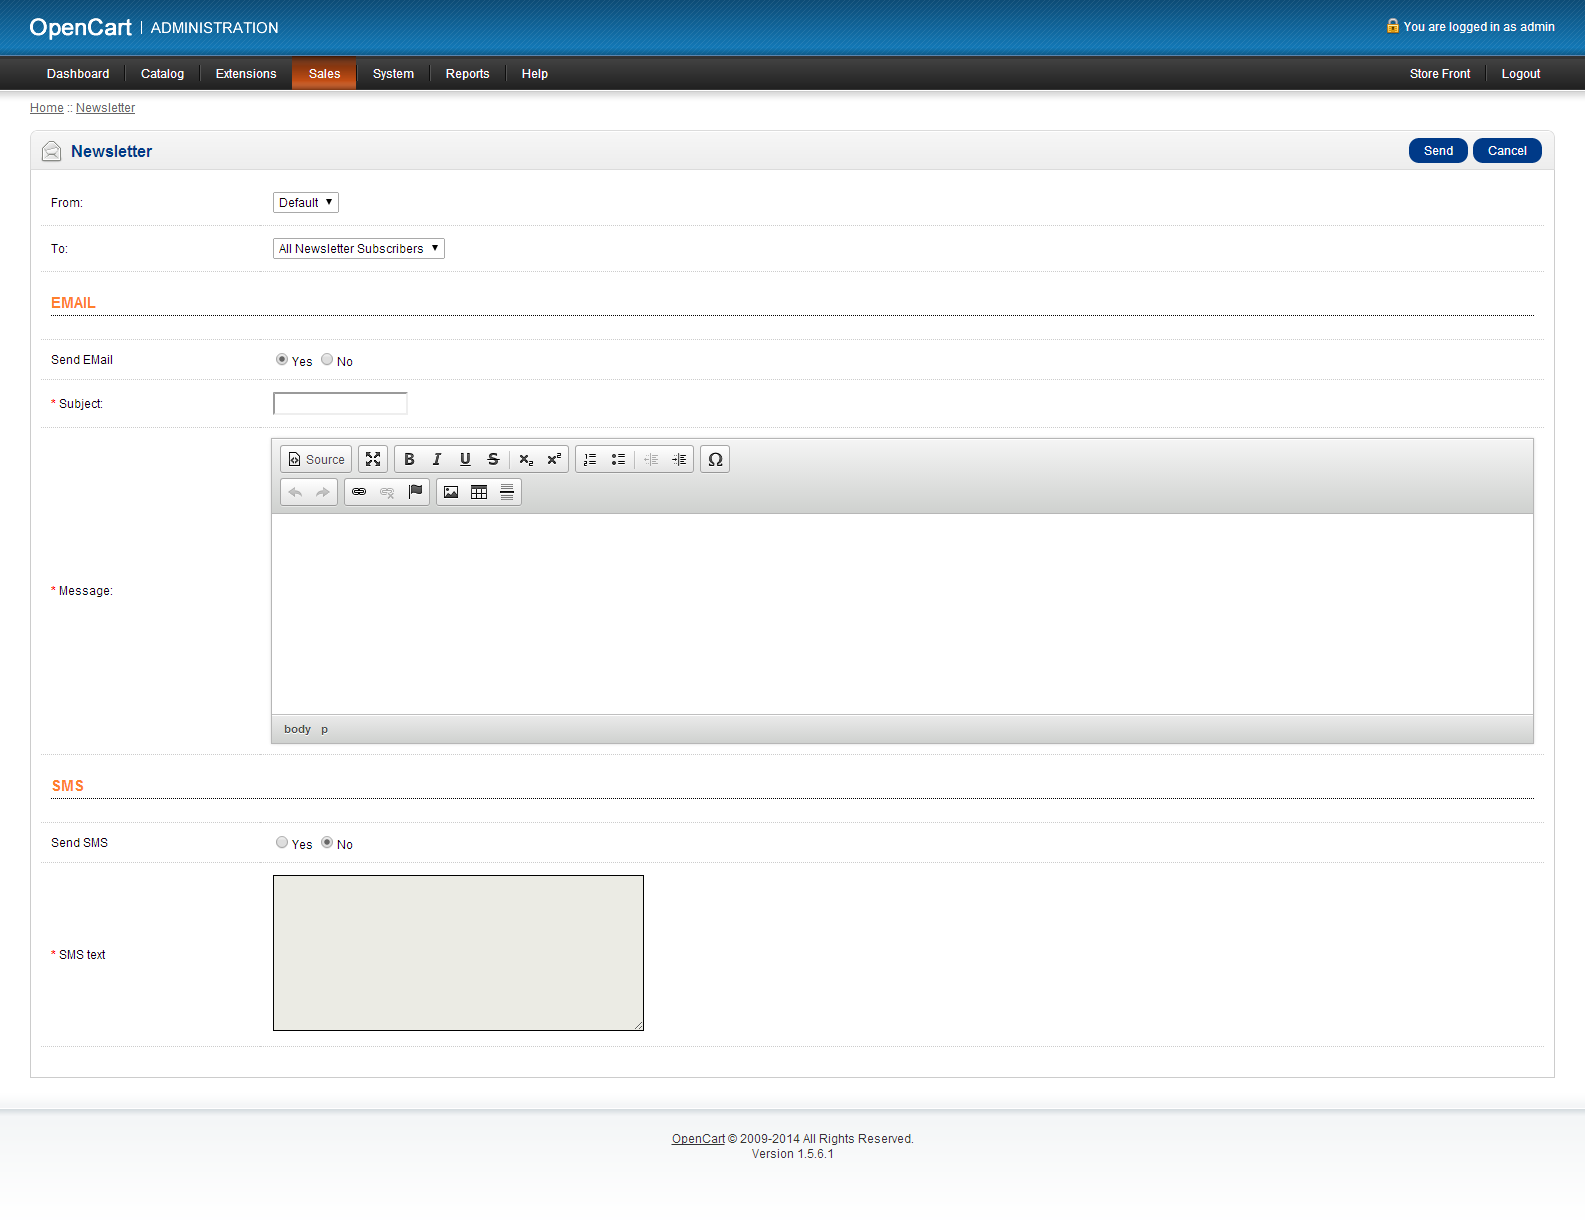 OpenCart | ADMINISTRATION
You are logged in as admin
Dashboard Catalog Extensions Sales System Reports Help Store Front Logout
Home :: Newsletter
Newsletter Send Cancel
From: Default
To: All Newsletter Subscribers
EMAIL
Send EMail Yes No
* Subject:
Source B I U S x₂ x² Ω
* Message:
body p
SMS
Send SMS Yes No
* SMS text
OpenCart © 2009-2014 All Rights Reserved.
Version 1.5.6.1